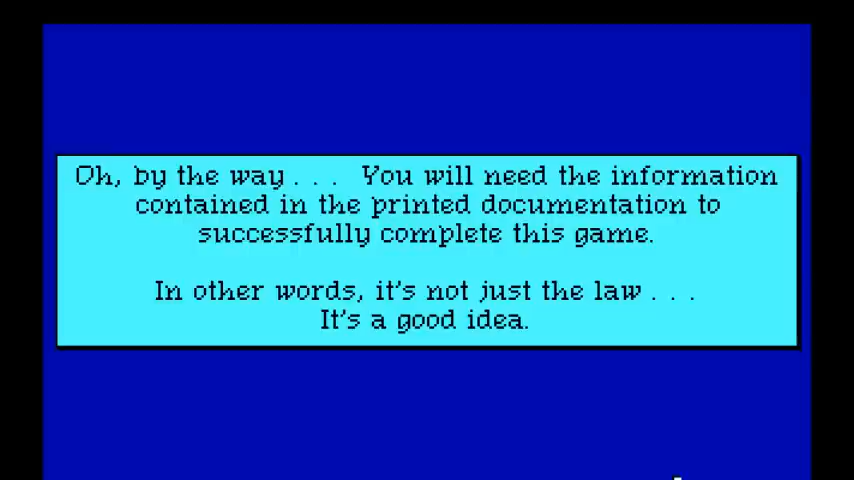 Oh, by the way . . .  You will need the information
contained in the printed documentation to
successfully complete this game.
In other words, it's not just the law . . .
It's a good idea.